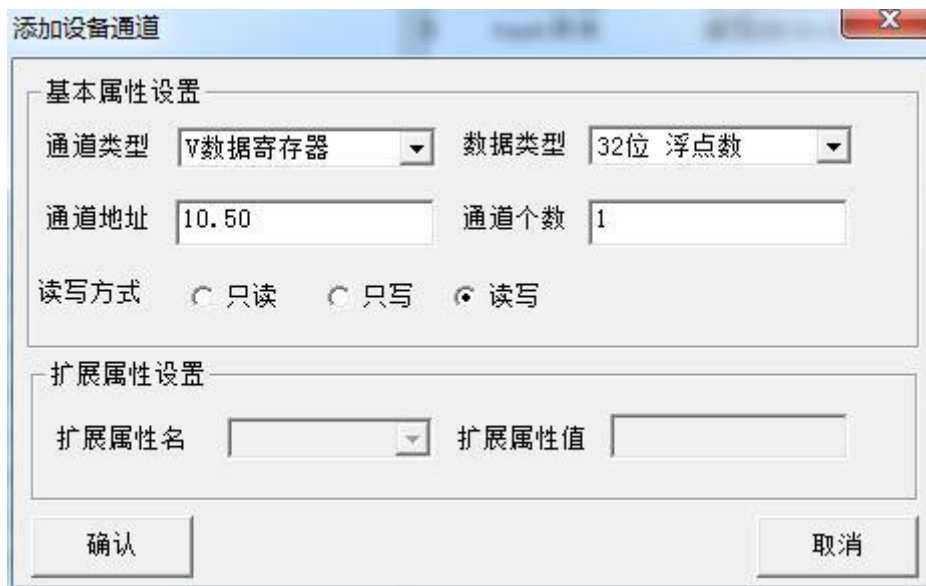 添加设备通道
基本属性设置
通道类型 V数据寄存器 数据类型 32位 浮点数
通道地址 10.50 通道个数 1
读写方式 只读 只写 读写
扩展属性设置
扩展属性名 扩展属性值
确认 取消